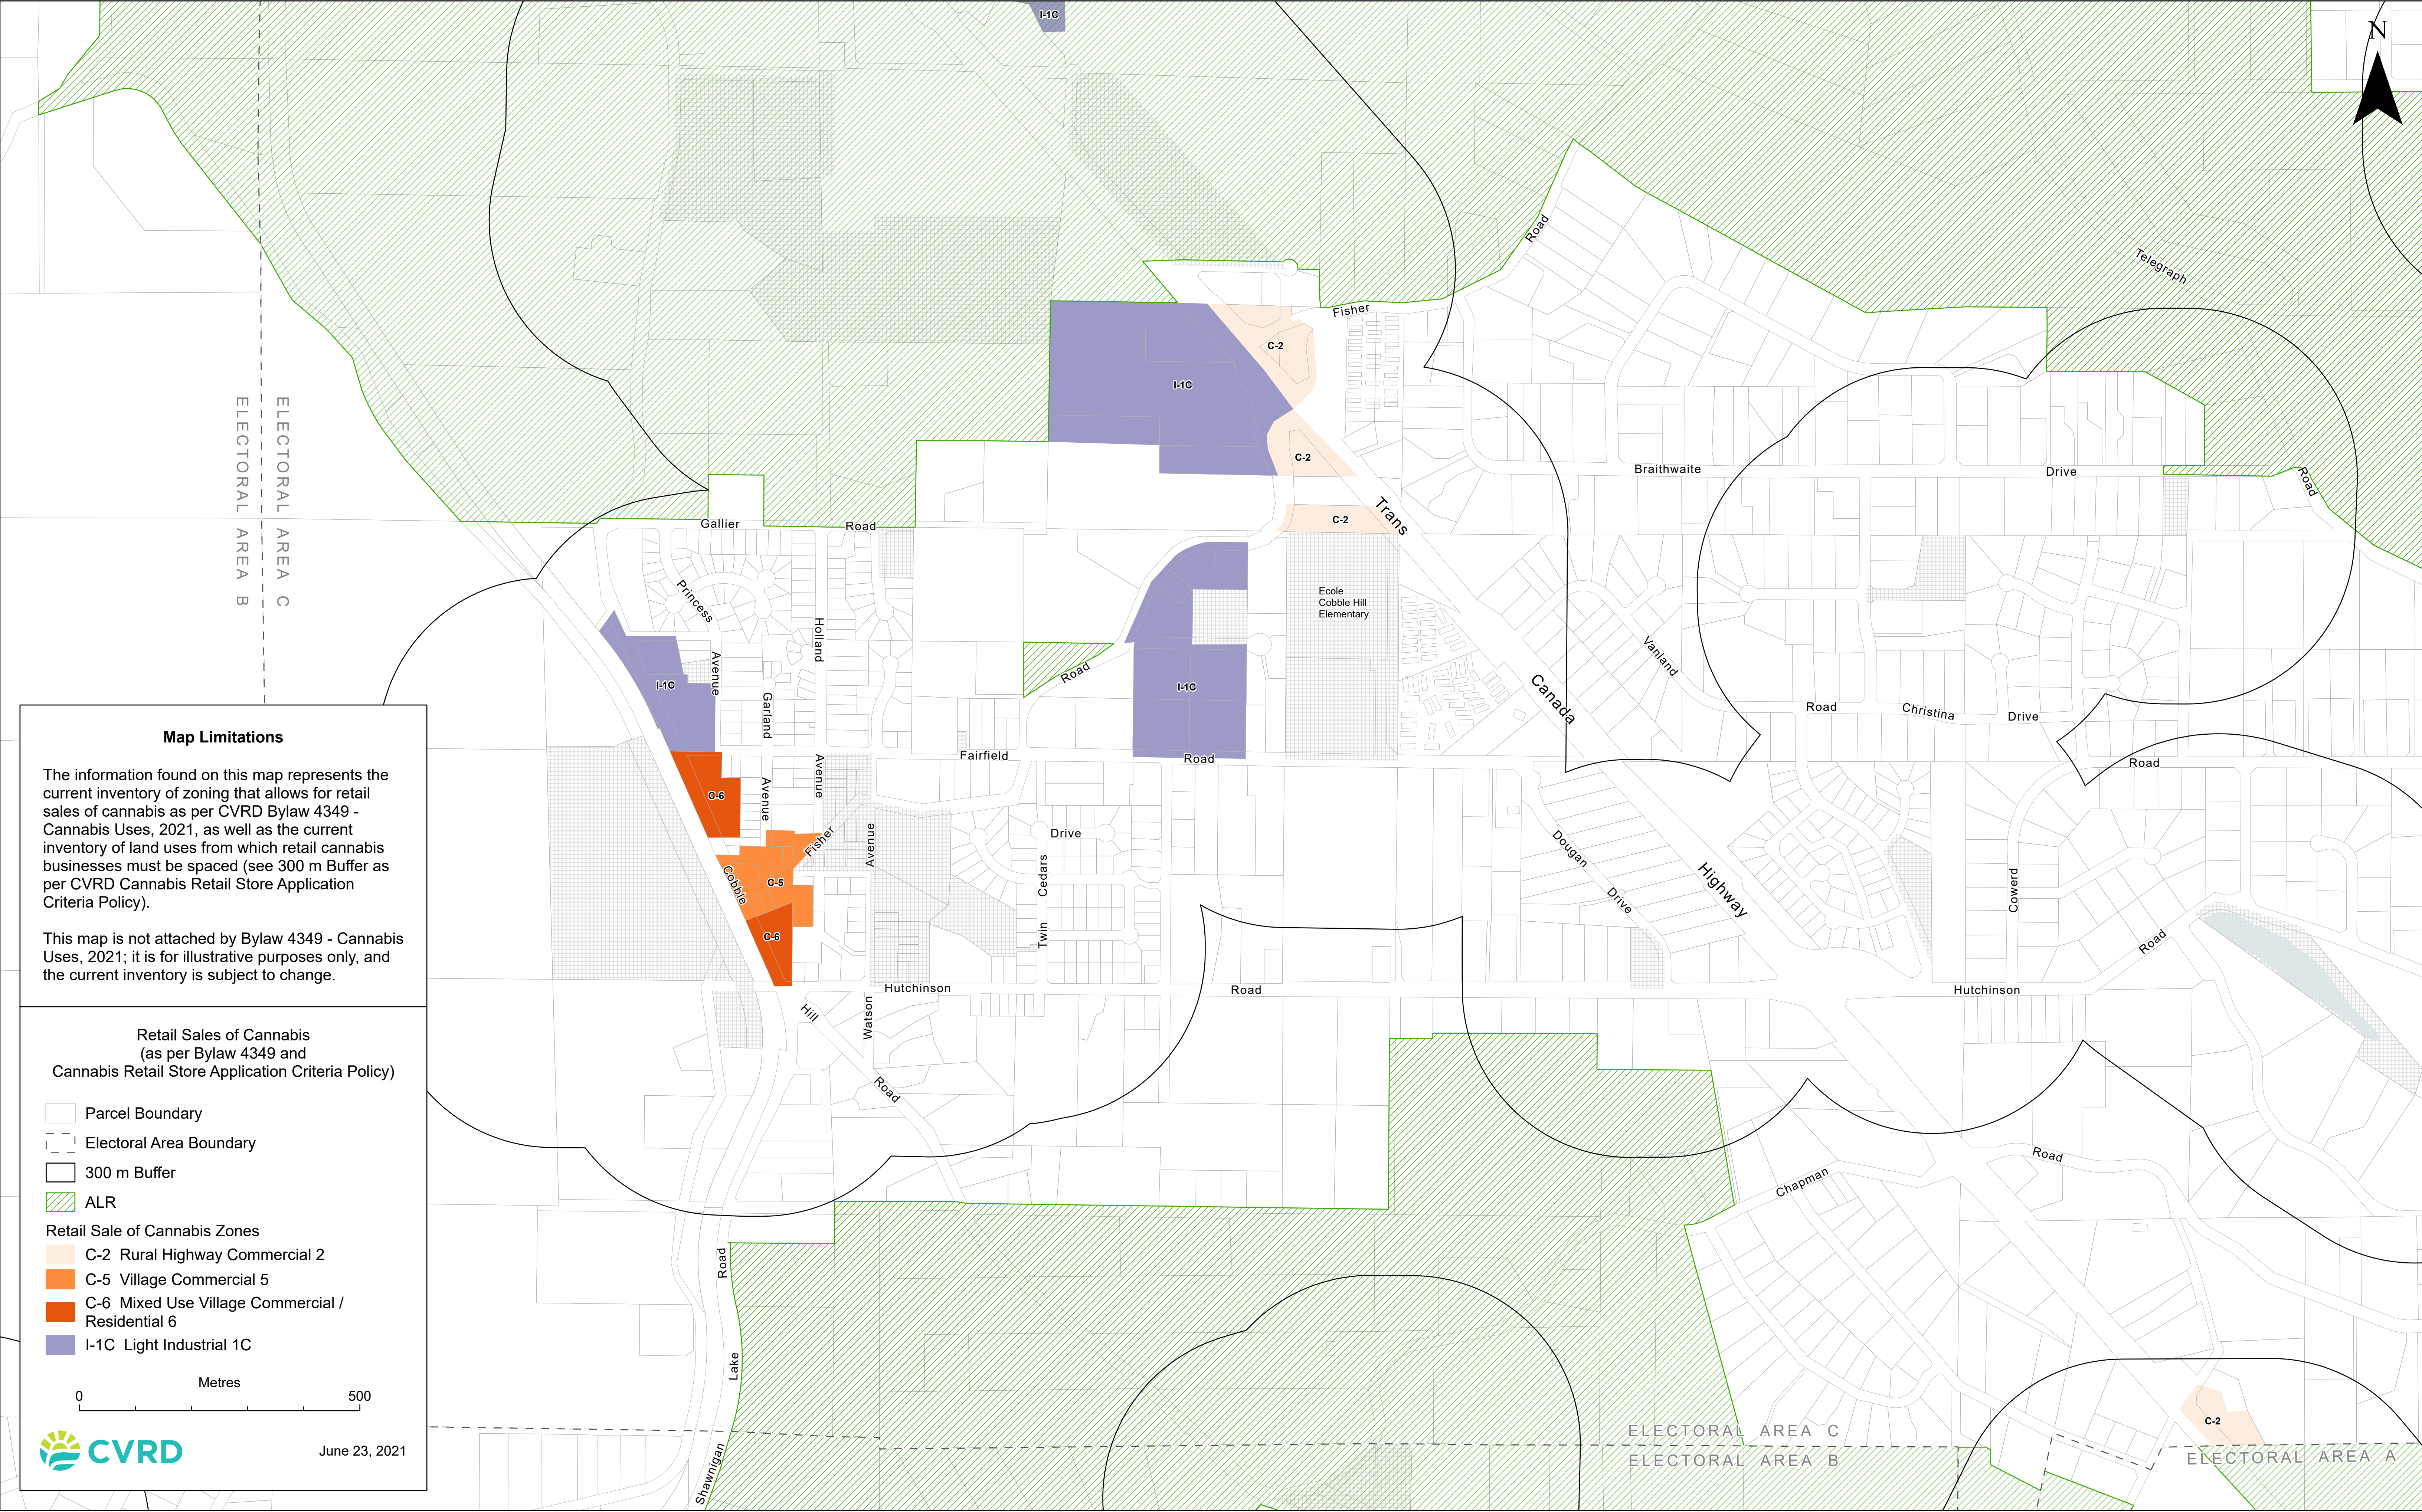 I-1C
N
Road
Telegraph
Fisher
C-2
I-1C
ELECTORAL AREA B
ELECTORAL AREA C
C-2
Braithwaite
Drive
Road
Trans
C-2
Gallier
Road
Princess
Ecole
Cobble Hill
Elementary
Holland
Vanland
Avenue
Road
I-1C
I-1C
Canada
Garland
Road
Christina
Drive
Fairfield
Road
Road
Avenue
C-6
Avenue
Fisher
Drive
Avenue
Dougan
Cobble
C-5
Cedars
Highway
Cowerd
Drive
Twin
C-6
Road
Hutchinson
Road
Hutchinson
Hill
Watson
Road
Road
Chapman
Road
Lake
Shawnigan
C-2
ELECTORAL AREA C
ELECTORAL AREA B
ELECTORAL AREA A
Map Limitations
The information found on this map represents the
current inventory of zoning that allows for retail
sales of cannabis as per CVRD Bylaw 4349 -
Cannabis Uses, 2021, as well as the current
inventory of land uses from which retail cannabis
businesses must be spaced (see 300 m Buffer as
per CVRD Cannabis Retail Store Application
Criteria Policy).
This map is not attached by Bylaw 4349 - Cannabis
Uses, 2021; it is for illustrative purposes only, and
the current inventory is subject to change.
Retail Sales of Cannabis
(as per Bylaw 4349 and
Cannabis Retail Store Application Criteria Policy)
Parcel Boundary
Electoral Area Boundary
300 m Buffer
ALR
Retail Sale of Cannabis Zones
C-2 Rural Highway Commercial 2
C-5 Village Commercial 5
C-6 Mixed Use Village Commercial /
Residential 6
I-1C Light Industrial 1C
Metres
0 500
CVRD
June 23, 2021